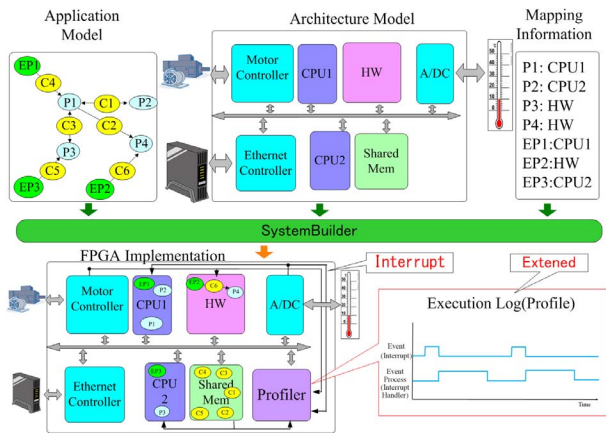 Application
Model
EP1
C4
P1
C1
P2
C3
C2
P3
P4
C5
C6
EP3
EP2
Architecture Model
Motor
Controller
CPU1
HW
A/DC
Ethernet
Controller
CPU2
Shared
Mem
Mapping
Information
P1: CPU1
P2: CPU2
P3: HW
P4: HW
EP1:CPU1
EP2:HW
EP3:CPU2
SystemBuilder
FPGA Implementation
Motor
Controller
EP1
P2
CPU1
P1
EP2
C6
P4
HW
A/DC
Ethernet
Controller
EP3
CPU
2
P3
C4
C3
Shared
C1
Mem
C5
C2
Profiler
Interrupt
Extened
Execution Log(Profile)
Event
(Interrupt)
Event
Process
(Interrupt
Handler)
Time